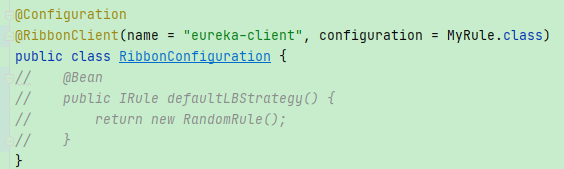 @Configuration
@RibbonClient(name = "eureka-client", configuration = MyRule.class)
public class RibbonConfiguration {
//    @Bean
//    public IRule defaultLBStrategy() {
//        return new RandomRule();
//    }
}